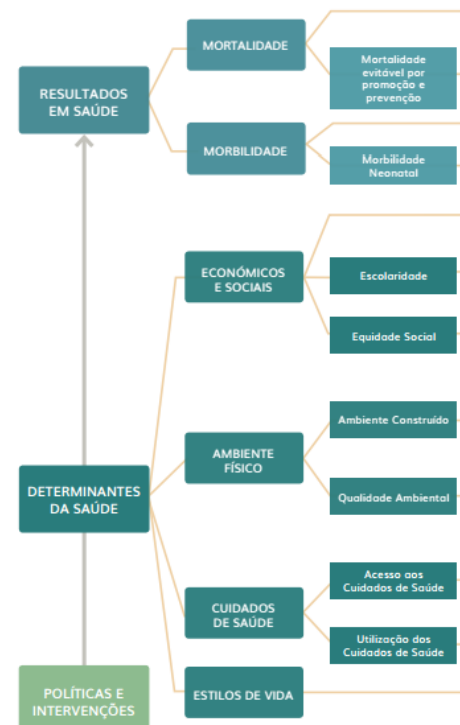 RESULTADOS
EM SAÚDE
MORTALIDADE
Mortalidade
evitável por
promoção e
prevenção
MORBILIDADE
Morbilidade
Neonatal
DETERMINANTES
DA SAÚDE
ECONÓMICOS
E SOCIAIS
Escolaridade
Equidade Social
AMBIENTE
FÍSICO
Ambiente Construído
Qualidade Ambiental
CUIDADOS
DE SAÚDE
Acesso aos
Cuidados de Saúde
Utilização dos
Cuidados de Saúde
ESTILOS DE VIDA
POLÍTICAS E
INTERVENÇÕES